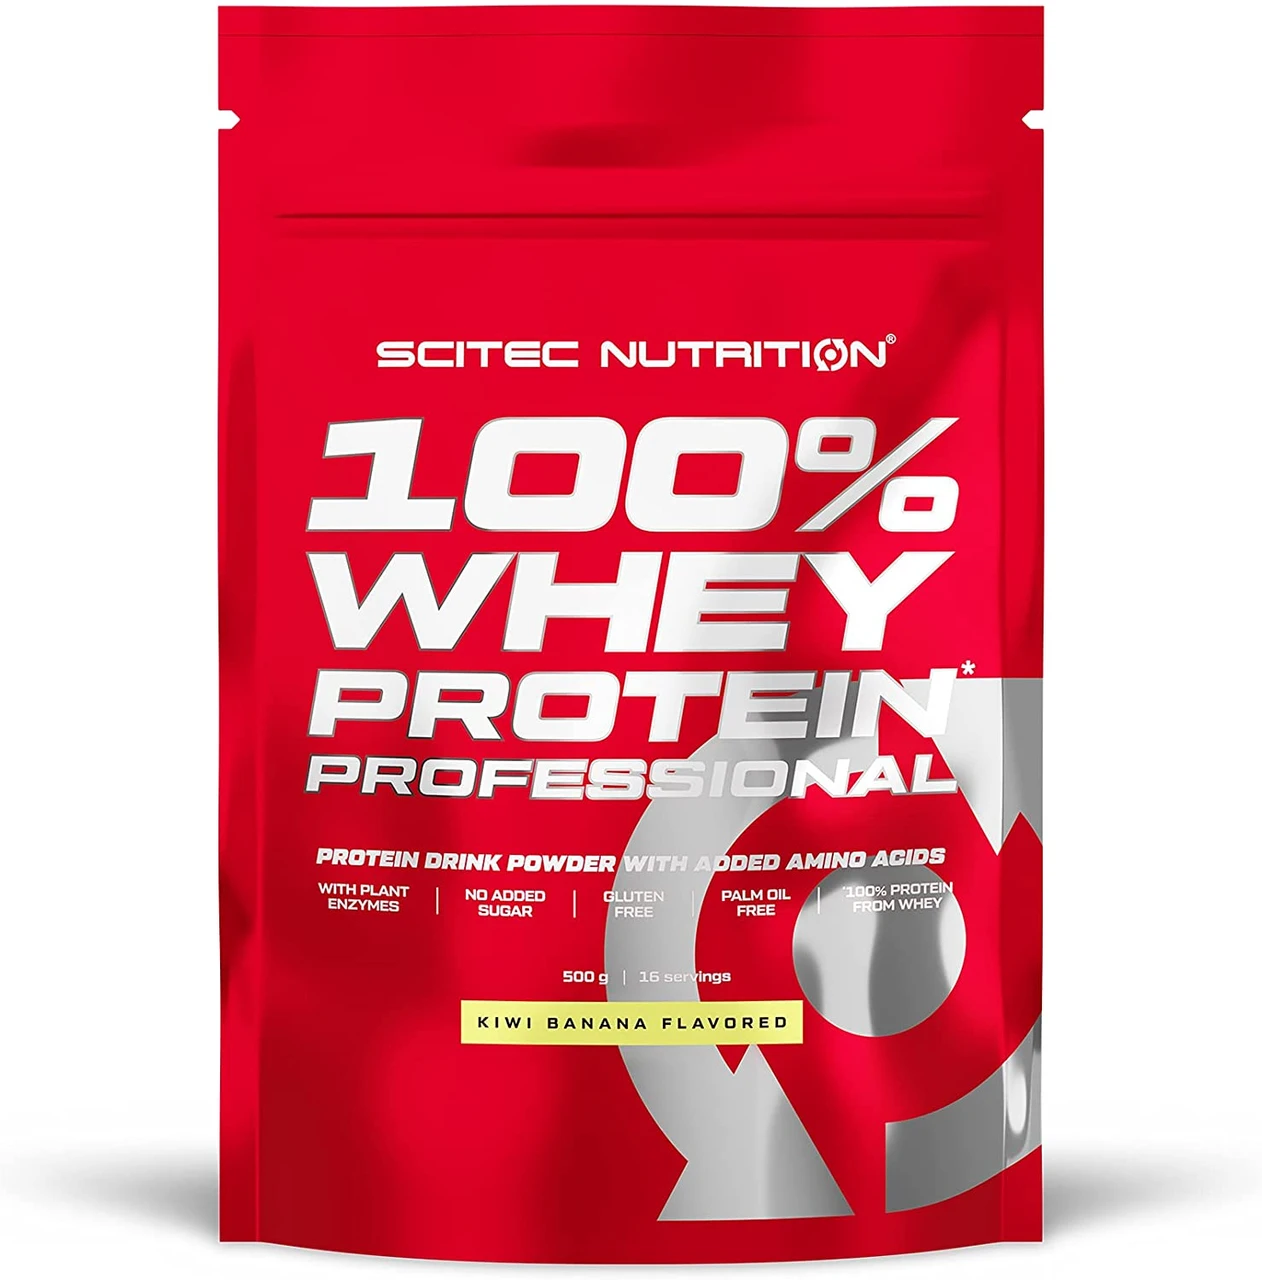 SCITEC NUTRITION®
100%
WHEY
PROTEIN*
PROFESSIONAL
PROTEIN DRINK POWDER WITH ADDED AMINO ACIDS
WITH PLANT
ENZYMES
NO ADDED
SUGAR
GLUTEN
FREE
PALM OIL
FREE
*100% PROTEIN
FROM WHEY
500 g | 16 servings
KIWI BANANA FLAVORED